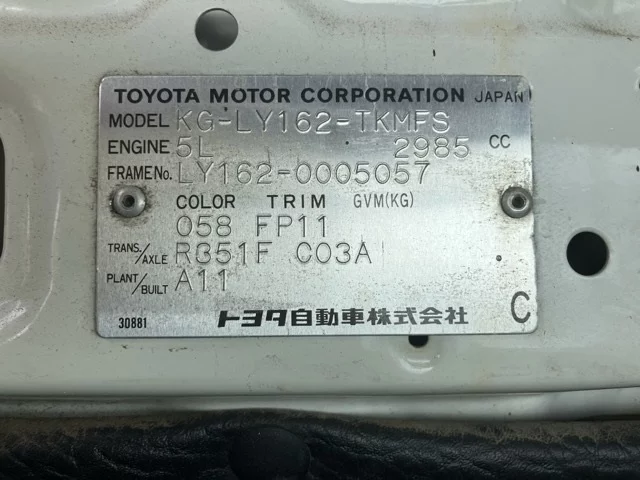 TOYOTA MOTOR CORPORATION JAPAN
MODEL KG-LY162-TKMFS
ENGINE 5L 2985 CC
FRAME No. LY162-0005057
COLOR TRIM GVM(KG)
058 FP11
TRANS./AXLE R351F C03A
PLANT/BUILT A11
30881 トヨタ自動車株式会社 C